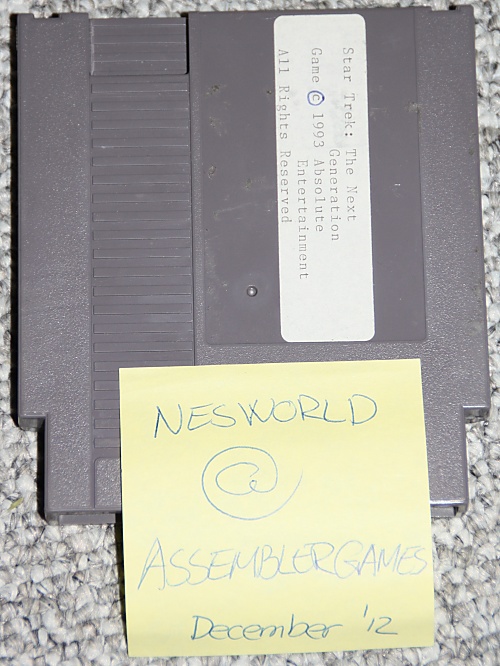 Star Trek: The Next
Generation
Game © 1993 Absolute
Entertainment
All Rights Reserved
NESWORLD
@
ASSEMBLERGAMES
December '12